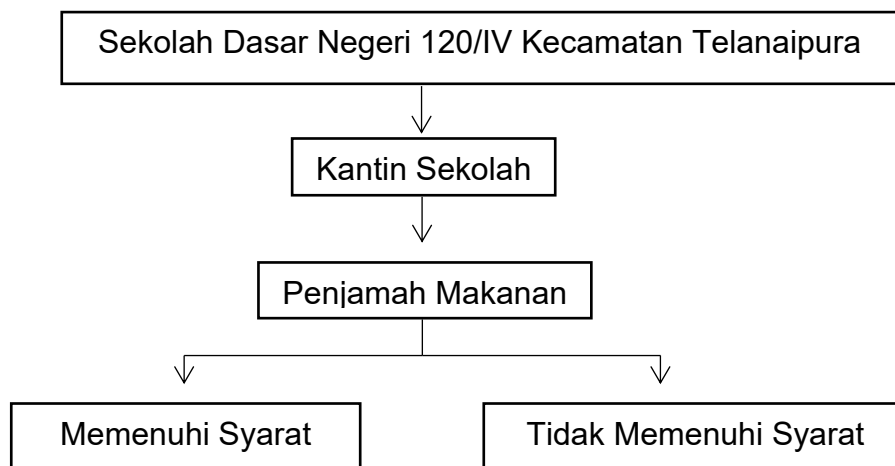 Sekolah Dasar Negeri 120/IV Kecamatan Telanaipura
Kantin Sekolah
Penjamah Makanan
Memenuhi Syarat
Tidak Memenuhi Syarat